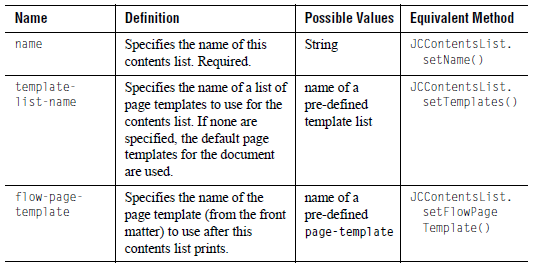 Name Definition Possible Values Equivalent Method
name Specifies the name of this String JCContentsList.
contents list. Required. setName()
template- Specifies the name of a list of name of a JCContentsList.
list-name page templates to use for the pre-defined setTemplates()
contents list. If none are template list
specified, the default page
templates for the document
are used.
flow-page- Specifies the name of the name of a JCContentsList.
template page template (from the front pre-defined setFlowPage
matter) to use after this page-template Template()
contents list prints.